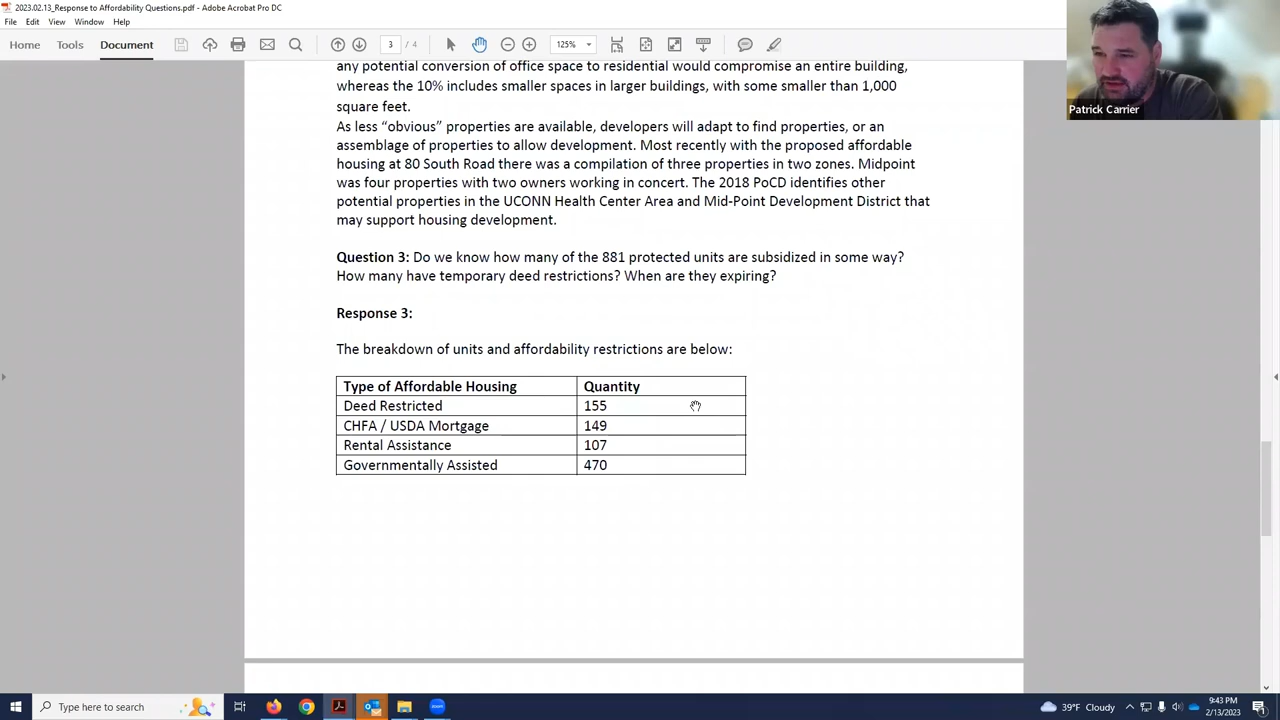 2023.02.13_Response to Affordability Questions.pdf - Adobe Acrobat Pro DC
File Edit View Window Help
Home Tools Document 3 / 4 125%
Patrick Carrier
any potential conversion of office space to residential would compromise an entire building,
whereas the 10% includes smaller spaces in larger buildings, with some smaller than 1,000
square feet.
As less “obvious” properties are available, developers will adapt to find properties, or an
assemblage of properties to allow development. Most recently with the proposed affordable
housing at 80 South Road there was a compilation of three properties in two zones. Midpoint
was four properties with two owners working in concert. The 2018 PoCD identifies other
potential properties in the UCONN Health Center Area and Mid-Point Development District that
may support housing development.
Question 3: Do we know how many of the 881 protected units are subsidized in some way?
How many have temporary deed restrictions? When are they expiring?
Response 3:
The breakdown of units and affordability restrictions are below:
Type of Affordable Housing Quantity
Deed Restricted 155
CHFA / USDA Mortgage 149
Rental Assistance 107
Governmentally Assisted 470
Type here to search
zoom
39°F Cloudy
9:43 PM
2/13/2023